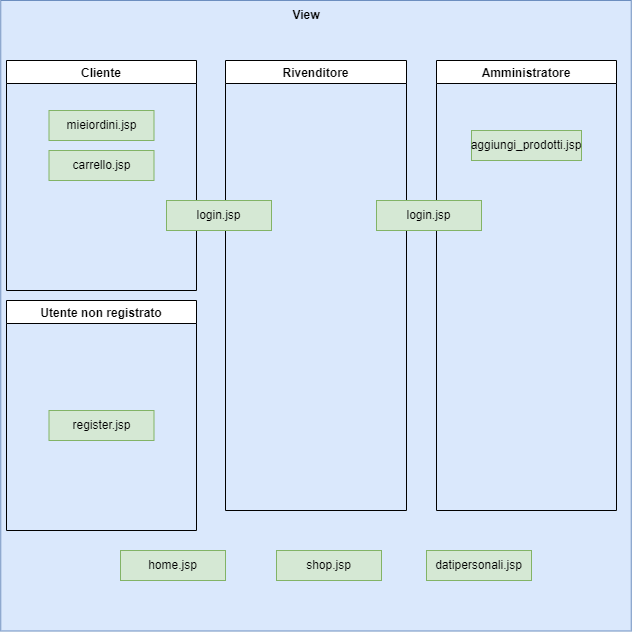 View
Cliente
Rivenditore
Amministratore
mieiordini.jsp
carrello.jsp
aggiungi_prodotti.jsp
login.jsp
login.jsp
Utente non registrato
register.jsp
home.jsp
shop.jsp
datipersonali.jsp